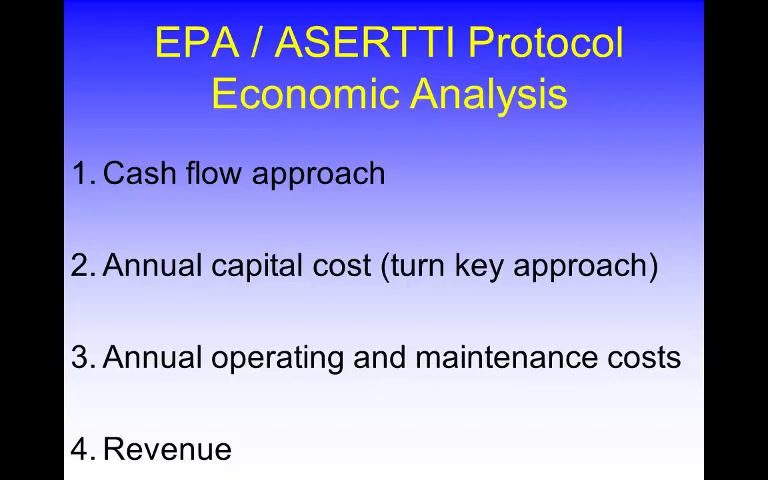 EPA / ASERTTI Protocol
Economic Analysis
1. Cash flow approach
2. Annual capital cost (turn key approach)
3. Annual operating and maintenance costs
4. Revenue